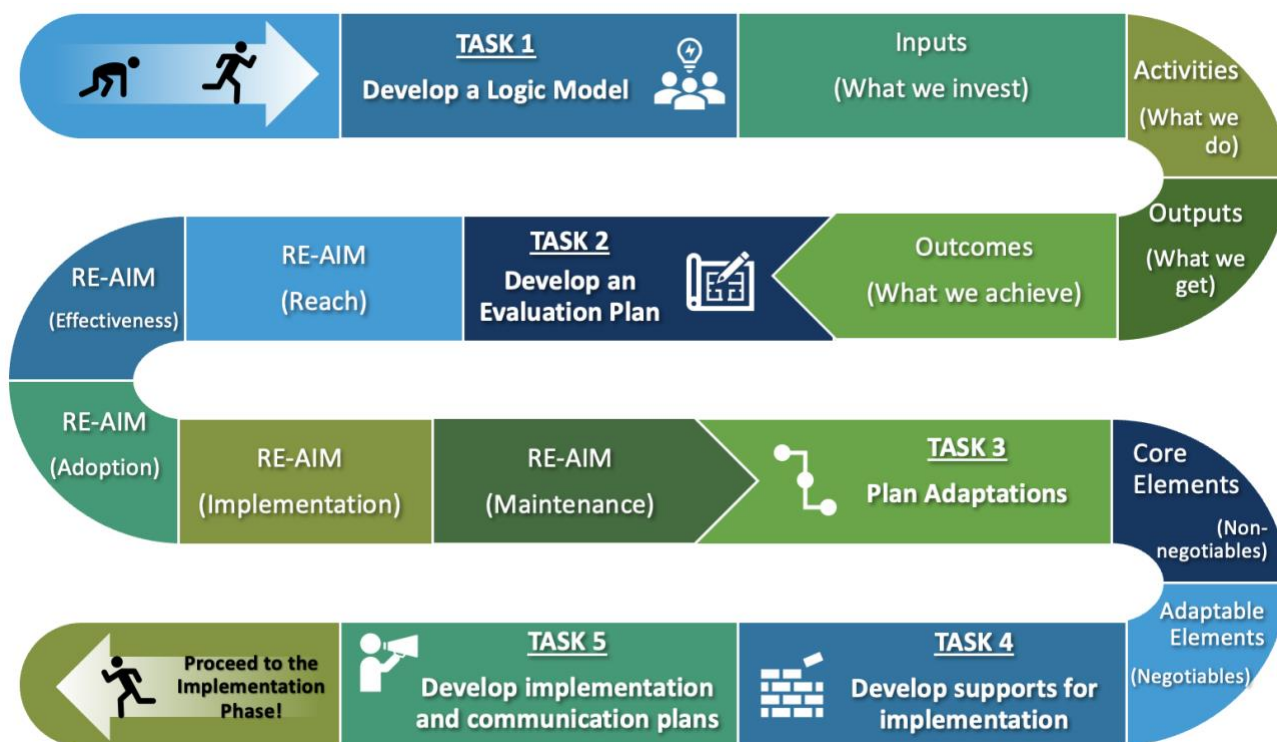 TASK 1
Develop a Logic Model
Inputs
(What we invest)
Activities
(What we
do)
Outputs
(What we
get)
Outcomes
(What we achieve)
TASK 2
Develop an
Evaluation Plan
RE-AIM
(Reach)
RE-AIM
(Effectiveness)
RE-AIM
(Adoption)
RE-AIM
(Implementation)
RE-AIM
(Maintenance)
TASK 3
Plan Adaptations
Core
Elements
(Non-
negotiables)
Adaptable
Elements
(Negotiables)
TASK 4
Develop supports for
implementation
TASK 5
Develop implementation
and communication plans
Proceed to the
Implementation
Phase!